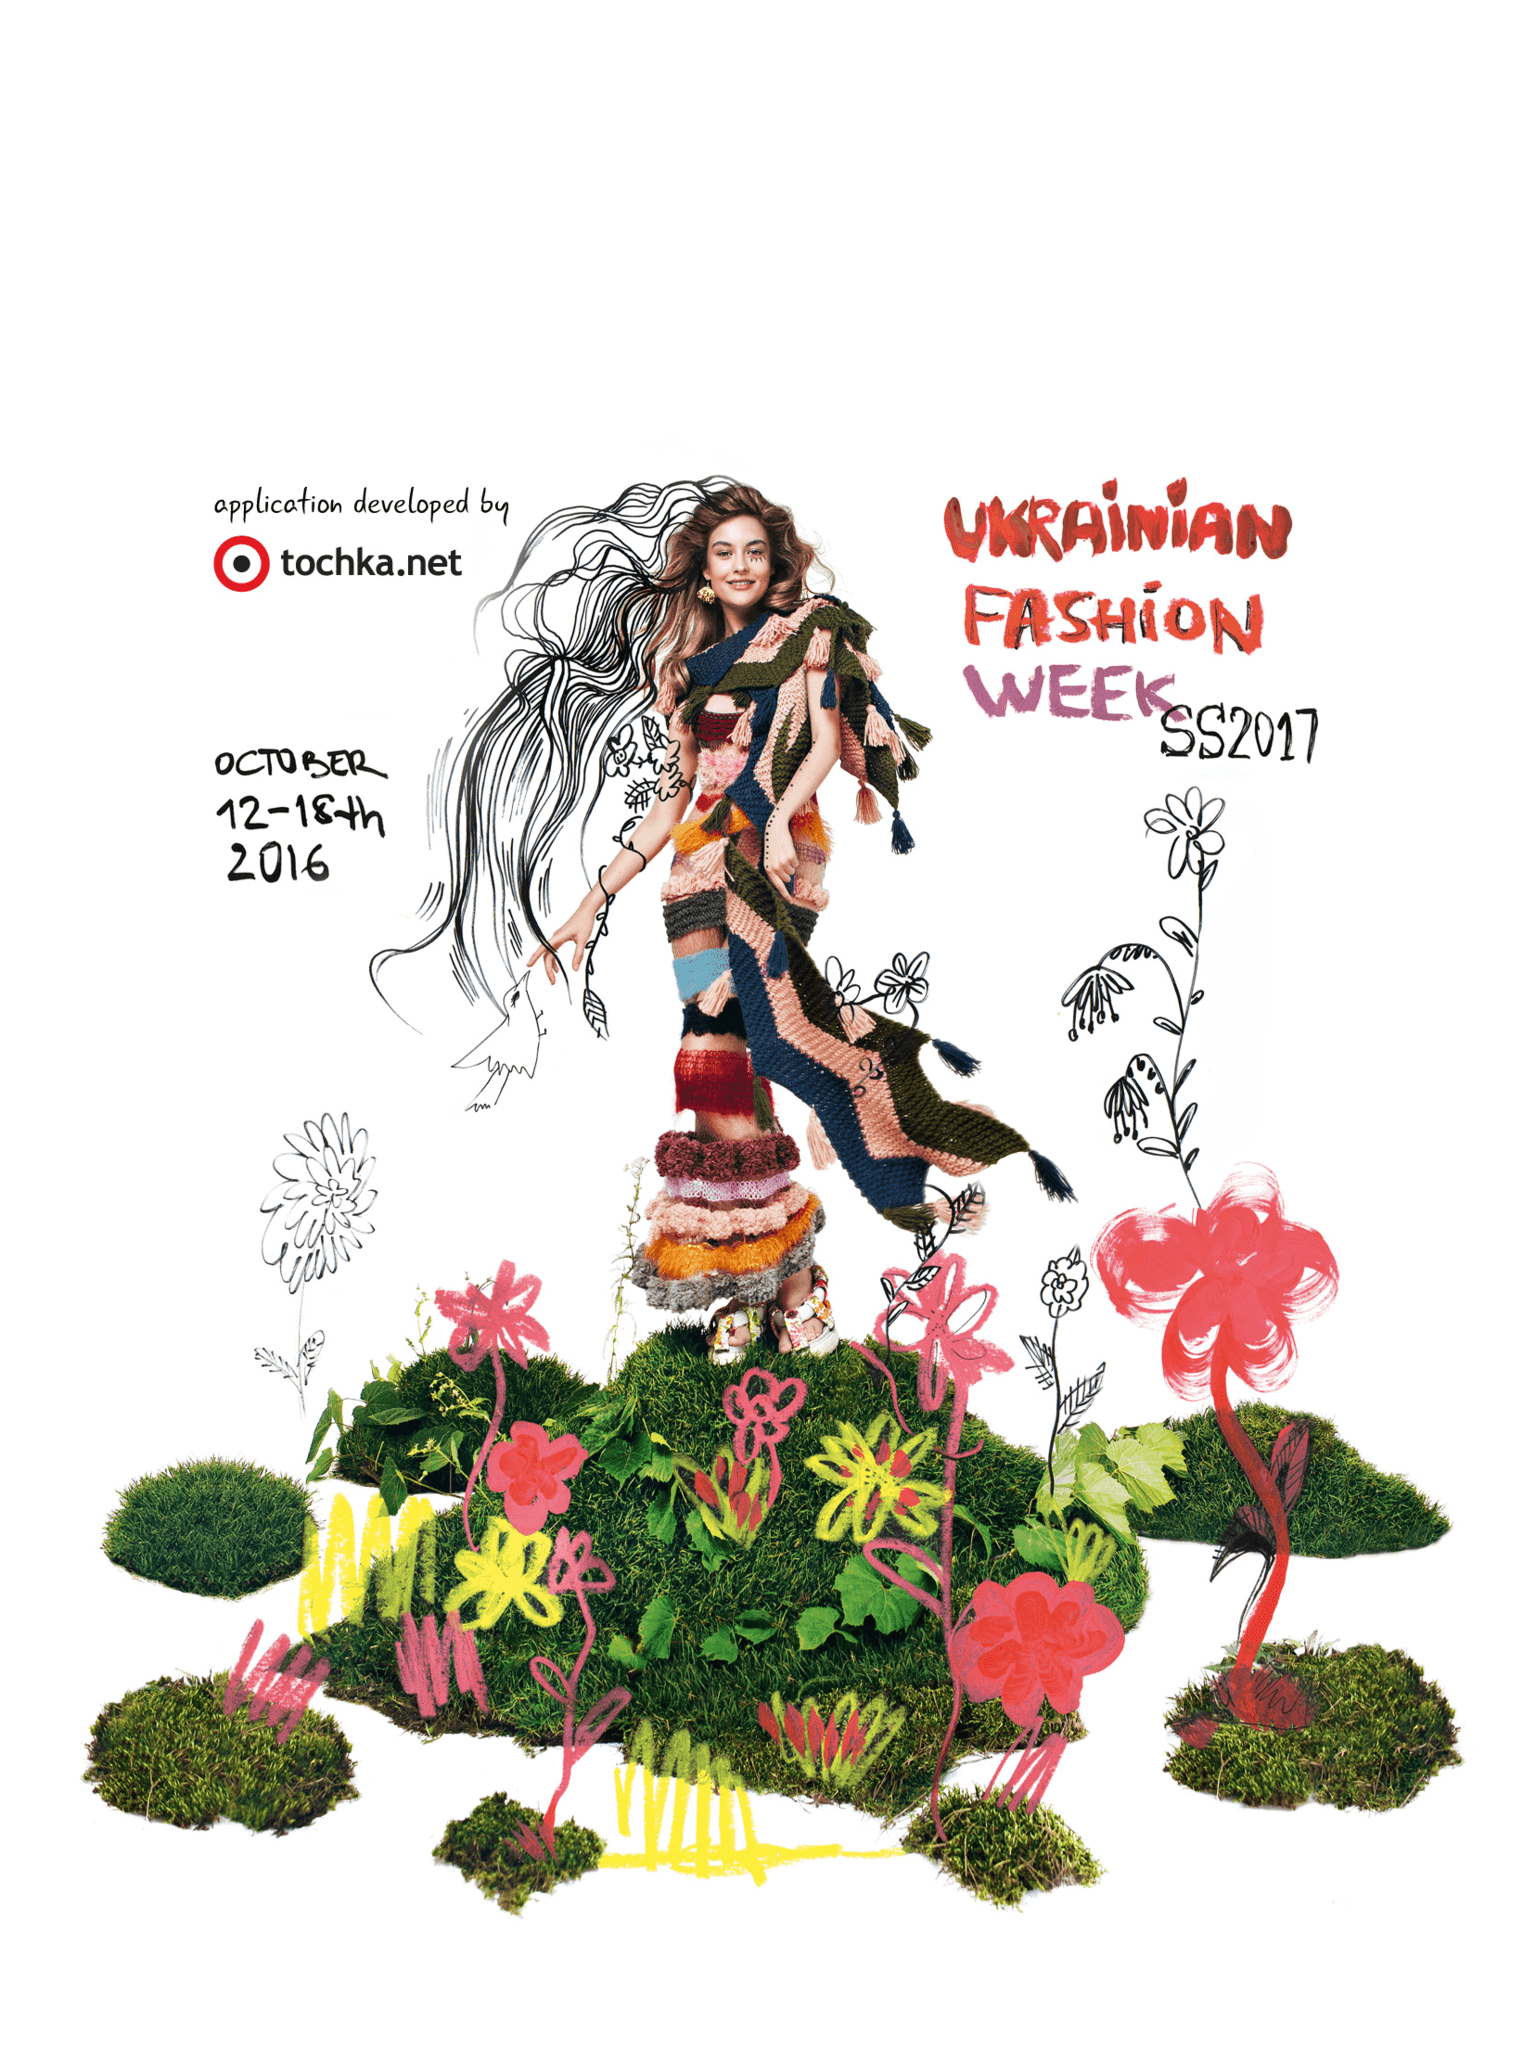 application developed by
tochka.net
OCTOBER
12-18th
2016
UKRAINIAN
FASHION
WEEK
SS2017